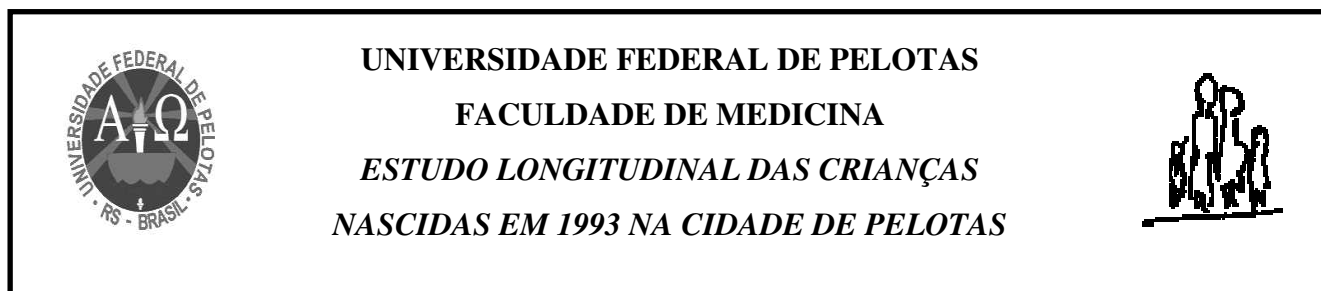 UNIVERSIDADE FEDERAL DE PELOTAS
FACULDADE DE MEDICINA
ESTUDO LONGITUDINAL DAS CRIANÇAS
NASCIDAS EM 1993 NA CIDADE DE PELOTAS
UNIVERSIDADE FEDERAL DE PELOTAS
Α Ω
RS - BRASIL